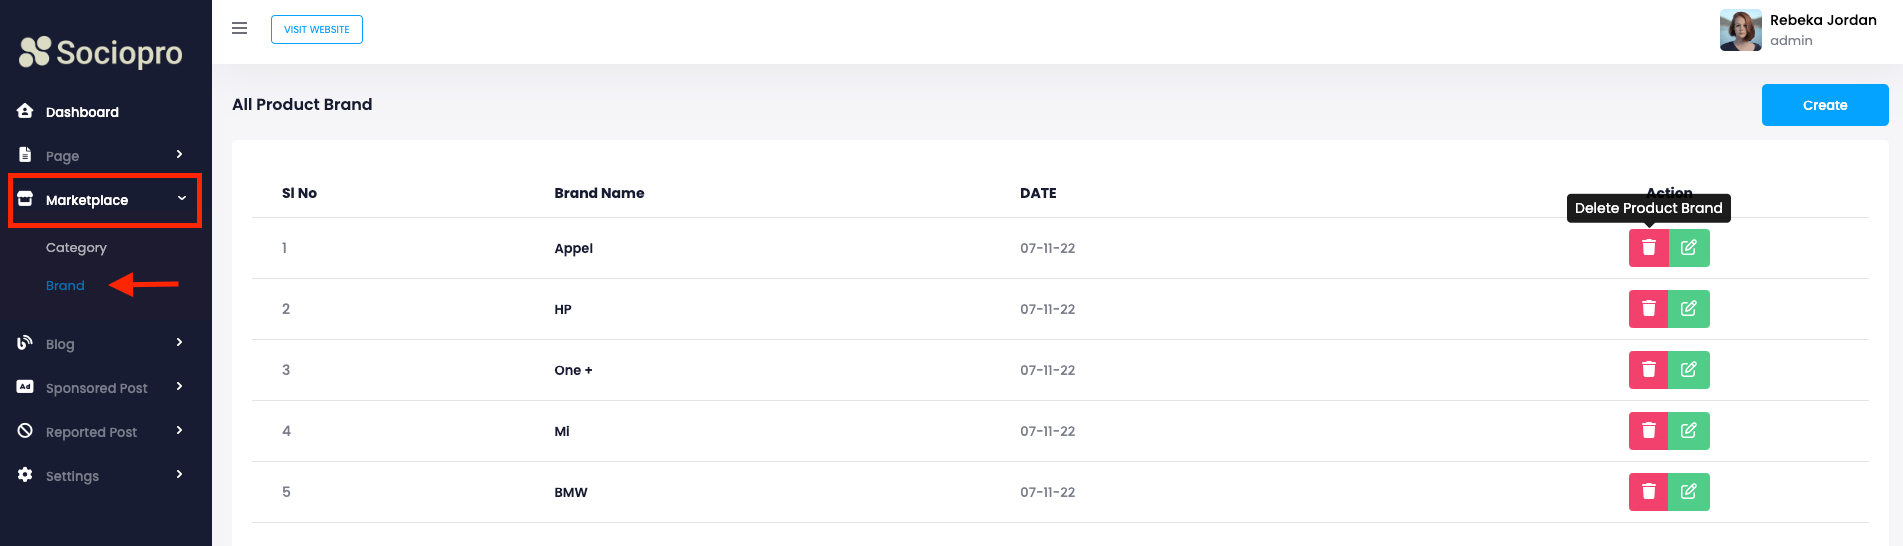 Sociopro
Dashboard
Page
Marketplace
Category
Brand
Blog
Ad
Sponsored Post
Reported Post
Settings
VISIT WEBSITE
Rebeka Jordan
admin
All Product Brand
Create
Sl No Brand Name DATE Action
Delete Product Brand
1 Appel 07-11-22
2 HP 07-11-22
3 One + 07-11-22
4 Mi 07-11-22
5 BMW 07-11-22